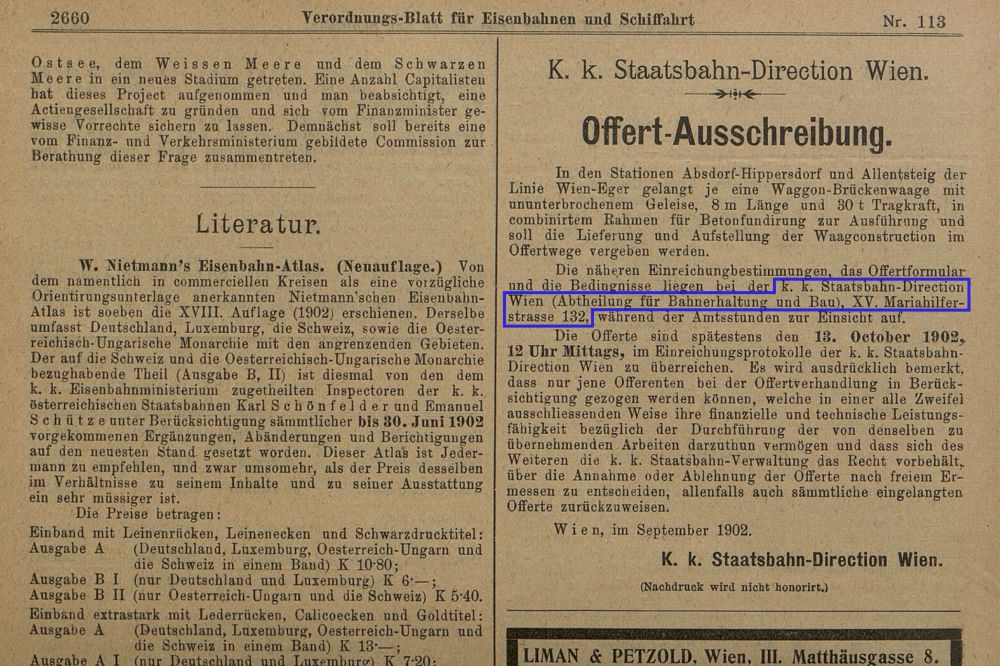 2660
Verordnungs-Blatt für Eisenbahnen und Schiffahrt
Nr. 113
Ostsee, dem Weissen Meere und dem Schwarzen
Meere in ein neues Stadium getreten. Eine Anzahl Capitalisten
hat dieses Project aufgenommen und man beabsichtigt, eine
Actiengesellschaft zu gründen und sich vom Finanzminister ge-
wisse Vorrechte sichern zu lassen. Demnächst soll bereits eine
vom Finanz- und Verkehrsministerium gebildete Commission zur
Berathung dieser Frage zusammentreten.
Literatur.
W. Nietmann's Eisenbahn-Atlas. (Neuauflage.) Von
dem namentlich in commerciellen Kreisen als eine vorzügliche
Orientirungsunterlage anerkannten Nietmann'schen Eisenbahn-
Atlas ist soeben die XVIII. Auflage (1902) erschienen. Derselbe
umfasst Deutschland, Luxemburg, die Schweiz, sowie die Oester-
reichisch-Ungarische Monarchie mit den angrenzenden Gebieten.
Der auf die Schweiz und die Oesterreichisch-Ungarische Monarchie
bezughabende Theil (Ausgabe B, II) ist diesmal von den dem
k. k. Eisenbahnministerium zugetheilten Inspectoren der k. k.
österreichischen Staatsbahnen Karl Schönfelder und Emanuel
Schütze unter Berücksichtigung sämmtlicher bis 30. Juni 1902
vorgekommenen Ergänzungen, Abänderungen und Berichtigungen
auf den neuesten Stand gesetzt worden. Dieser Atlas ist Jeder-
mann zu empfehlen, und zwar umsomehr, als der Preis desselben
im Verhältnisse zu seinem Inhalte und zu seiner Ausstattung
ein sehr müssiger ist.
Die Preise betragen:
Einband mit Leinenrücken, Leinenecken und Schwarzdrucktitel:
Ausgabe A (Deutschland, Luxemburg, Oesterreich-Ungarn und
die Schweiz in einem Band) K 10·80;
Ausgabe B I (nur Deutschland und Luxemburg) K 6·—;
Ausgabe B II (nur Oesterreich-Ungarn und die Schweiz) K 5·40.
Einband extrastark mit Lederrücken, Calicoecken und Goldtitel:
Ausgabe A (Deutschland, Luxemburg, Oesterreich-Ungarn und
die Schweiz in einem Band) K 13·—;
Ausgabe A I (nur Deutschland und Luxemburg) K 7·20;
K. k. Staatsbahn-Direction Wien.
Offert-Ausschreibung.
In den Stationen Absdorf-Hippersdorf und Allentsteig der
Linie Wien-Eger gelangt je eine Waggon-Brückenwaage mit
ununterbrochenem Geleise, 8 m Länge und 30 t Tragkraft, in
combinirtem Rahmen für Betonfundirung zur Ausführung und
soll die Lieferung und Aufstellung der Waagconstruction im
Offertwege vergeben werden.
Die näheren Einreichungbestimmungen, das Offertformular
und die Bedingnisse liegen bei der k. k. Staatsbahn-Direction
Wien (Abtheilung für Bahnerhaltung und Bau), XV. Mariahilfer-
strasse 132, während der Amtsstunden zur Einsicht auf.
Die Offerte sind spätestens den 13. October 1902,
12 Uhr Mittags, im Einreichungsprotokolle der k. k. Staatsbahn-
Direction Wien zu überreichen. Es wird ausdrücklich bemerkt,
dass nur jene Offerenten bei der Offertverhandlung in Berück-
sichtigung gezogen werden können, welche in einer alle Zweifel
ausschliessenden Weise ihre finanzielle und technische Leistungs-
fähigkeit bezüglich der Durchführung der von denselben zu
übernehmenden Arbeiten darzuthun vermögen und dass sich des
Weiteren die k. k. Staatsbahn-Verwaltung das Recht vorbehält,
über die Annahme oder Ablehnung der Offerte nach freiem Er-
messen zu entscheiden, allenfalls auch sämmtliche eingelangten
Offerte zurückzuweisen.
Wien, im September 1902.
K. k. Staatsbahn-Direction Wien.
(Nachdruck wird nicht honorirt.)
LIMAN & PETZOLD, Wien, III. Matthäusgasse 8.